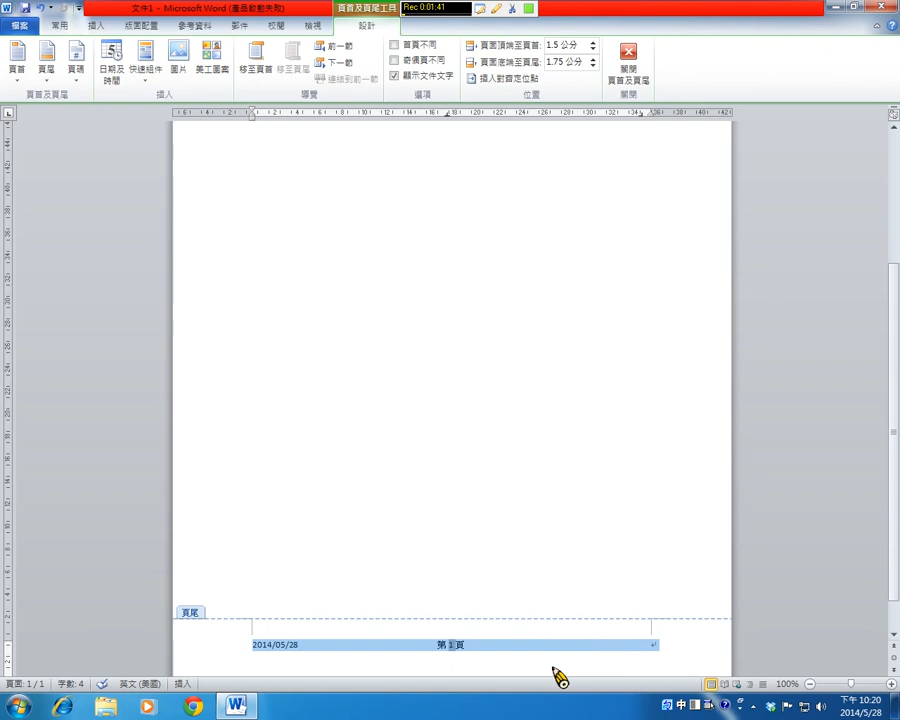 文件1 - Microsoft Word (產品啟動失敗)
頁首及頁尾工具
Rec 0:01:41
檔案 常用 插入 版面配置 參考資料 郵件 校閱 檢視 設計
頁首 頁尾 頁碼
頁首及頁尾
日期及時間 快速組件 圖片 美工圖案
插入
移至頁首 移至頁尾
前一節
下一節
連結到前一節
導覽
首頁不同
奇偶頁不同
顯示文件文字
選項
頁面頂端至頁首: 1.5 公分
頁面底端至頁尾: 1.75 公分
插入對齊定位點
位置
關閉
頁首及頁尾
關閉
頁尾
2014/05/28 第 1 頁
頁面: 1 / 1 字數: 4 英文 (美國) 插入 100%
中
下午 10:20
2014/5/28